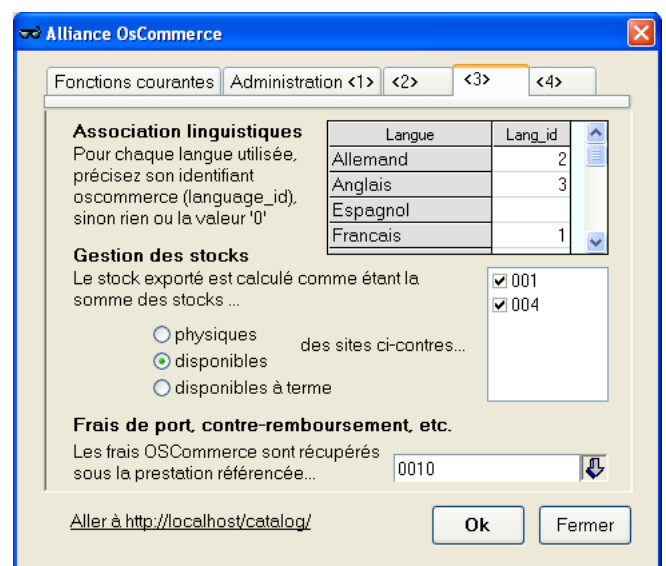 Alliance OsCommerce
Fonctions courantes Administration <1> <2> <3> <4>
Association linguistiques
Pour chaque langue utilisée,
précisez son identifiant
oscommerce (language_id),
sinon rien ou la valeur '0'
Langue Lang_id
Allemand 2
Anglais 3
Espagnol
Francais 1
Gestion des stocks
Le stock exporté est calculé comme étant la
somme des stocks ...
physiques
disponibles
disponibles à terme
des sites ci-contres...
001
004
Frais de port, contre-remboursement, etc.
Les frais OSCommerce sont récupérés
sous la prestation référencée...
0010
Aller à http://localhost/catalog/
Ok
Fermer